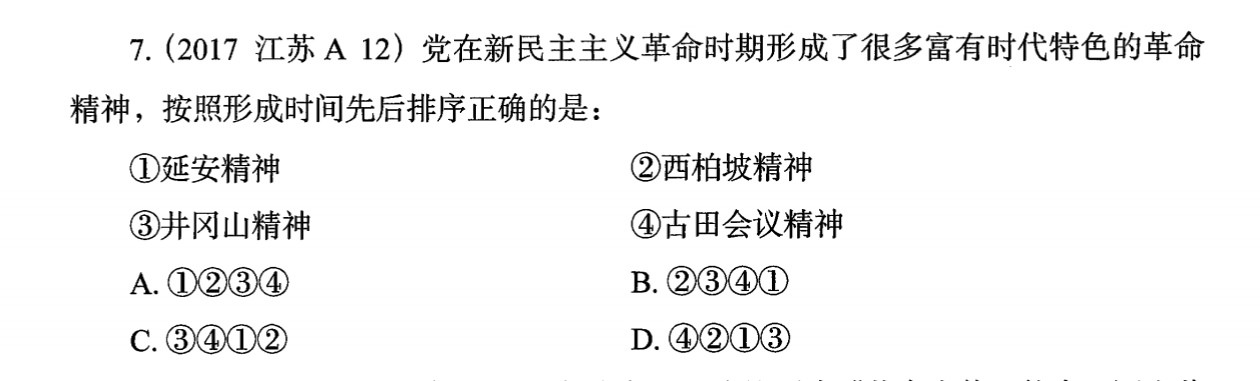 7.（2017 江苏 A 12）党在新民主主义革命时期形成了很多富有时代特色的革命
精神，按照形成时间先后排序正确的是：
①延安精神 ②西柏坡精神
③井冈山精神 ④古田会议精神
A. ①②③④ B. ②③④①
C. ③④①② D. ④②①③